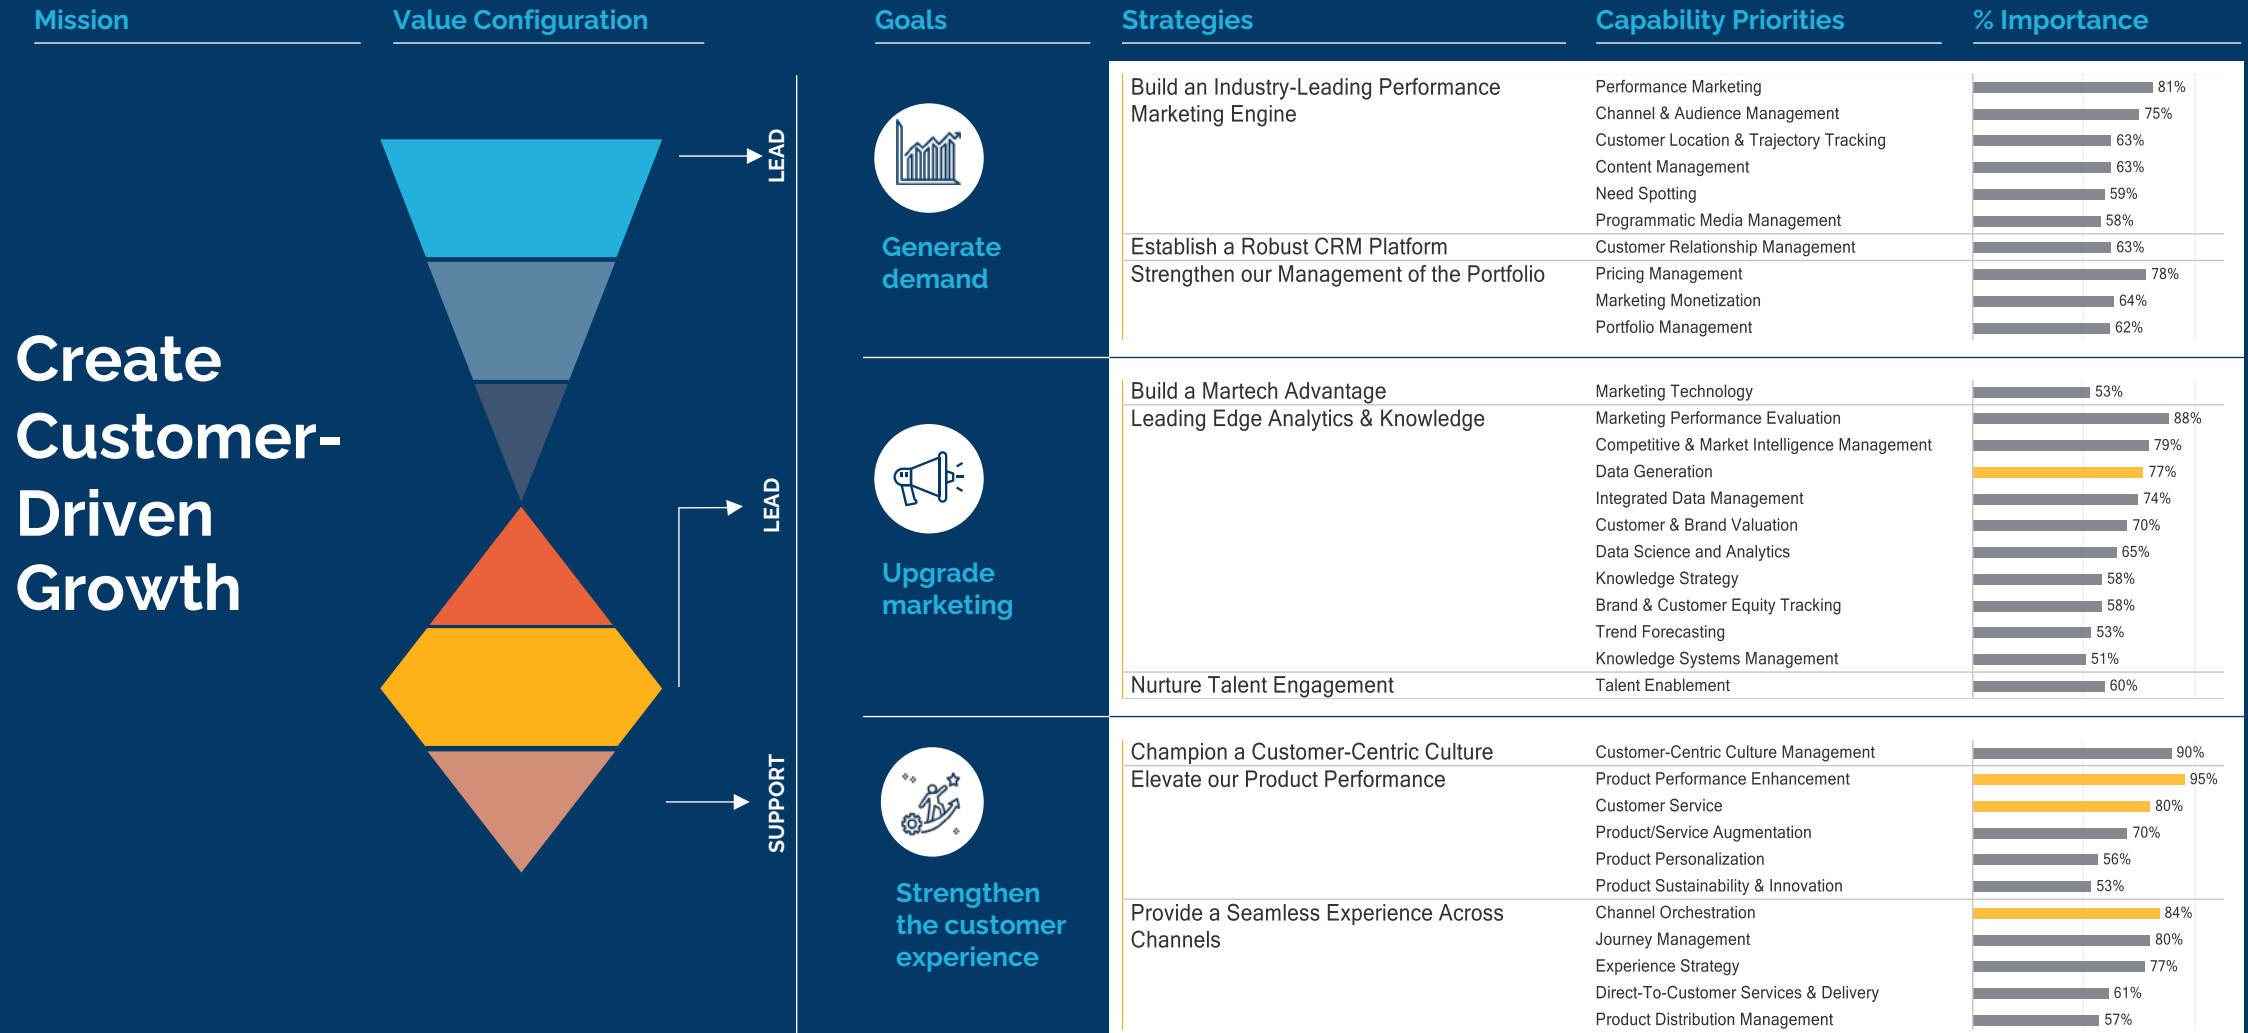 Mission
Value Configuration
Goals
Strategies
Capability Priorities
% Importance
Create
Customer-
Driven
Growth
LEAD
LEAD
SUPPORT
Generate
demand
Build an Industry-Leading Performance
Marketing Engine
Performance Marketing 81%
Channel & Audience Management 75%
Customer Location & Trajectory Tracking 63%
Content Management 63%
Need Spotting 59%
Programmatic Media Management 58%
Establish a Robust CRM Platform
Customer Relationship Management 63%
Strengthen our Management of the Portfolio
Pricing Management 78%
Marketing Monetization 64%
Portfolio Management 62%
Upgrade
marketing
Build a Martech Advantage
Marketing Technology 53%
Leading Edge Analytics & Knowledge
Marketing Performance Evaluation 88%
Competitive & Market Intelligence Management 79%
Data Generation 77%
Integrated Data Management 74%
Customer & Brand Valuation 70%
Data Science and Analytics 65%
Knowledge Strategy 58%
Brand & Customer Equity Tracking 58%
Trend Forecasting 53%
Knowledge Systems Management 51%
Nurture Talent Engagement
Talent Enablement 60%
Strengthen
the customer
experience
Champion a Customer-Centric Culture
Customer-Centric Culture Management 90%
Elevate our Product Performance
Product Performance Enhancement 95%
Customer Service 80%
Product/Service Augmentation 70%
Product Personalization 56%
Product Sustainability & Innovation 53%
Provide a Seamless Experience Across
Channels
Channel Orchestration 84%
Journey Management 80%
Experience Strategy 77%
Direct-To-Customer Services & Delivery 61%
Product Distribution Management 57%